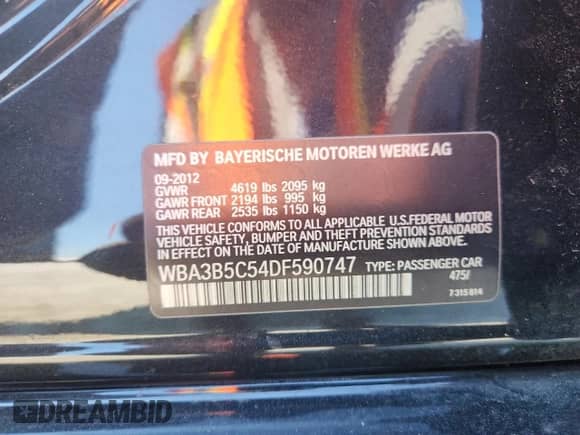 MFD BY BAYERISCHE MOTOREN WERKE AG
09-2012
GVWR 4619 lbs 2095 kg
GAWR FRONT 2194 lbs 995 kg
GAWR REAR 2535 lbs 1150 kg
THIS VEHICLE CONFORMS TO ALL APPLICABLE U.S.FEDERAL MOTOR
VEHICLE SAFETY, BUMPER AND THEFT PREVENTION STANDARDS
IN EFFECT ON THE DATE OF MANUFACTURE SHOWN ABOVE.
WBA3B5C54DF590747 TYPE: PASSENGER CAR
475/
7315814
DREAMBID